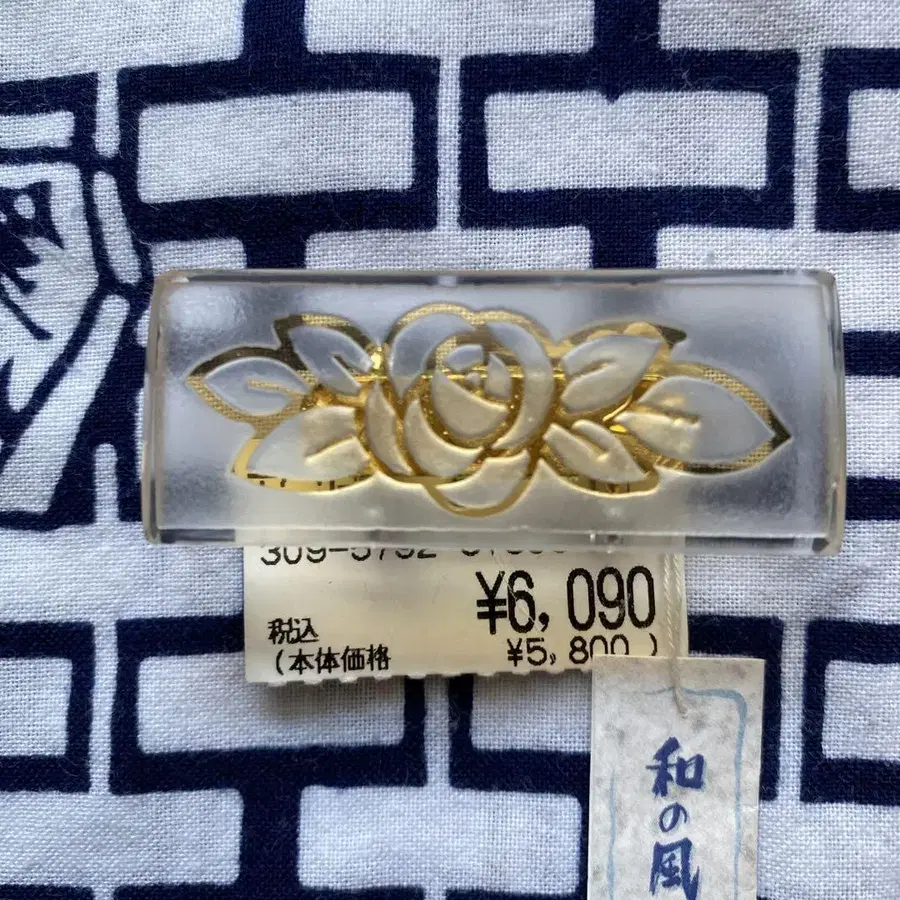 ¥6,090
税込
(本体価格 ¥5,800)
和の風